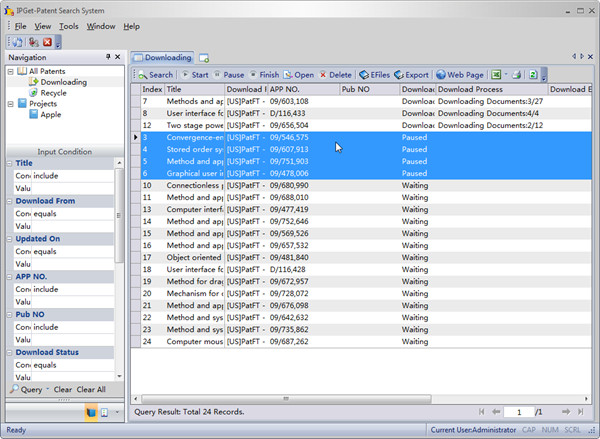 IPGet-Patent Search System
File View Tools Window Help
Navigation
All Patents
Downloading
Recycle
Projects
Apple
Input Condition
Title
include
Valu
Download From
equals
Valu
Updated On
equals
Valu
APP NO.
include
Valu
Pub NO
include
Valu
Download Status
equals
Valu
Query Clear Clear All
Downloading
Search Start Pause Finish Open Delete EFiles Export Web Page
Index Title Download F APP NO. Pub NO Download Download Process Download E
7 Methods and ap [US]PatFT - 09/603,108 Downloading Documents:3/27
8 User interface fo [US]PatFT - D/116,433 Downloading Documents:4/4
12 Two stage power [US]PatFT - 09/656,504 Downloading Documents:2/12
3 Convergence-en [US]PatFT - 09/546,575 Paused
4 Stored order sy [US]PatFT - 09/607,913 Paused
5 Method and app [US]PatFT - 09/751,903 Paused
6 Graphical user in [US]PatFT - 09/478,006 Paused
10 Connectionless p [US]PatFT - 09/680,990 Waiting
11 Method and app [US]PatFT - 09/688,010 Waiting
13 Computer interf [US]PatFT - 09/477,419 Waiting
14 Method and app [US]PatFT - 09/752,646 Waiting
15 Method and app [US]PatFT - 09/569,526 Waiting
16 Method and app [US]PatFT - 09/657,532 Waiting
17 Object oriented [US]PatFT - 09/481,840 Waiting
18 User interface fo [US]PatFT - D/116,428 Waiting
19 Method for drag [US]PatFT - 09/672,957 Waiting
20 Mechanism for c [US]PatFT - 09/728,072 Waiting
21 Method and app [US]PatFT - 09/676,098 Waiting
22 Method and sys [US]PatFT - 09/642,632 Waiting
23 Method and sys [US]PatFT - 09/735,862 Waiting
24 Computer mous [US]PatFT - 09/687,262 Waiting
Query Result: Total 24 Records.
1 /1
Ready
Current User:Administrator CAP NUM SCRL